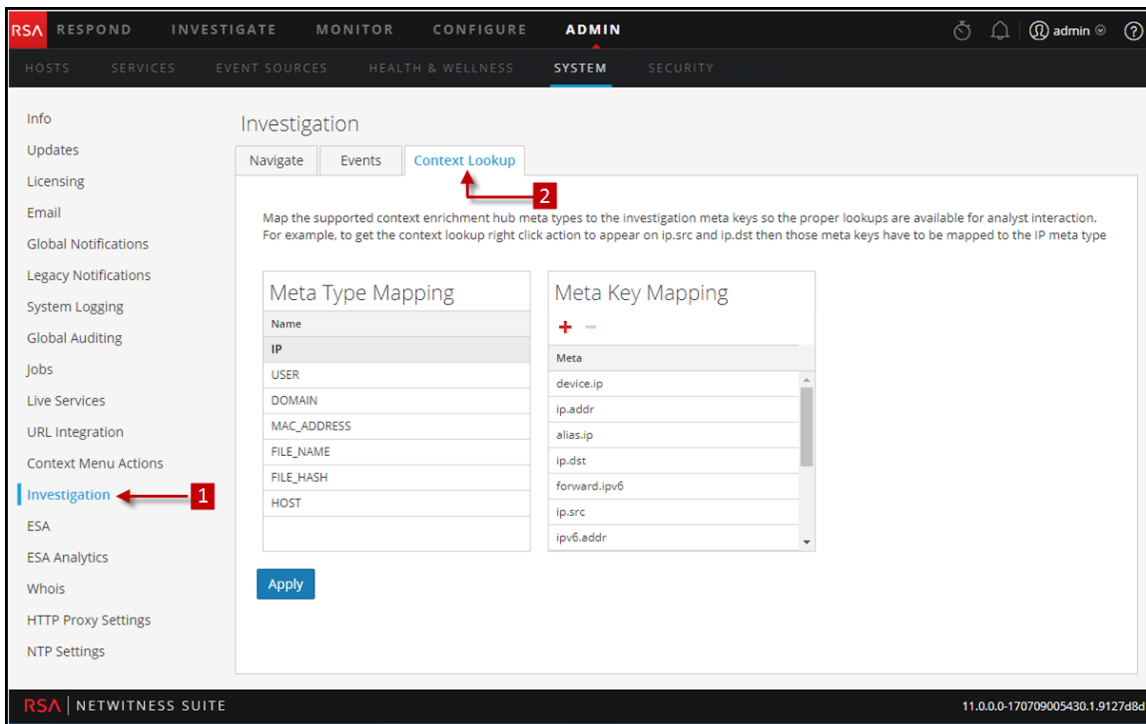 RSA RESPOND INVESTIGATE MONITOR CONFIGURE ADMIN admin
HOSTS SERVICES EVENT SOURCES HEALTH & WELLNESS SYSTEM SECURITY
Info
Updates
Licensing
Email
Global Notifications
Legacy Notifications
System Logging
Global Auditing
Jobs
Live Services
URL Integration
Context Menu Actions
Investigation 1
ESA
ESA Analytics
Whois
HTTP Proxy Settings
NTP Settings
Investigation
Navigate Events Context Lookup
2
Map the supported context enrichment hub meta types to the investigation meta keys so the proper lookups are available for analyst interaction.
For example, to get the context lookup right click action to appear on ip.src and ip.dst then those meta keys have to be mapped to the IP meta type
Meta Type Mapping
Name
IP
USER
DOMAIN
MAC_ADDRESS
FILE_NAME
FILE_HASH
HOST
Meta Key Mapping
+ −
Meta
device.ip
ip.addr
alias.ip
ip.dst
forward.ipv6
ip.src
ipv6.addr
Apply
RSA | NETWITNESS SUITE 11.0.0.0-170709005430.1.9127d8d